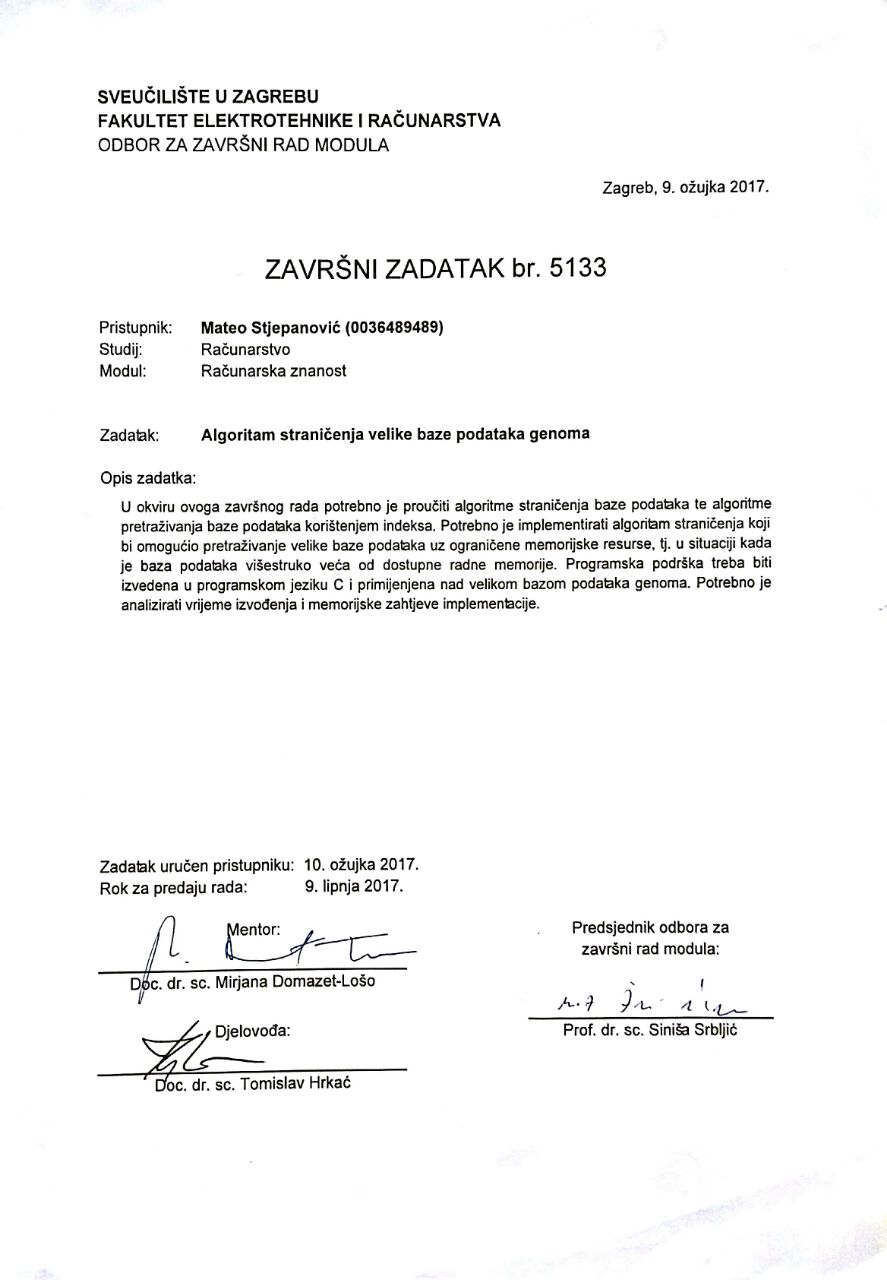 SVEUČILIŠTE U ZAGREBU
FAKULTET ELEKTROTEHNIKE I RAČUNARSTVA
ODBOR ZA ZAVRŠNI RAD MODULA
Zagreb, 9. ožujka 2017.
ZAVRŠNI ZADATAK br. 5133
Pristupnik: Mateo Stjepanović (0036489489)
Studij: Računarstvo
Modul: Računarska znanost
Zadatak: Algoritam straničenja velike baze podataka genoma
Opis zadatka:
U okviru ovoga završnog rada potrebno je proučiti algoritme straničenja baze podataka te algoritme
pretraživanja baze podataka korištenjem indeksa. Potrebno je implementirati algoritam straničenja koji
bi omogućio pretraživanje velike baze podataka uz ograničene memorijske resurse, tj. u situaciji kada
je baza podataka višestruko veća od dostupne radne memorije. Programska podrška treba biti
izvedena u programskom jeziku C i primijenjena nad velikom bazom podataka genoma. Potrebno je
analizirati vrijeme izvođenja i memorijske zahtjeve implementacije.
Zadatak uručen pristupniku: 10. ožujka 2017.
Rok za predaju rada: 9. lipnja 2017.
Mentor:
Doc. dr. sc. Mirjana Domazet-Lošo
Djelovođa:
Doc. dr. sc. Tomislav Hrkać
Predsjednik odbora za
završni rad modula:
Prof. dr. sc. Siniša Srbljić